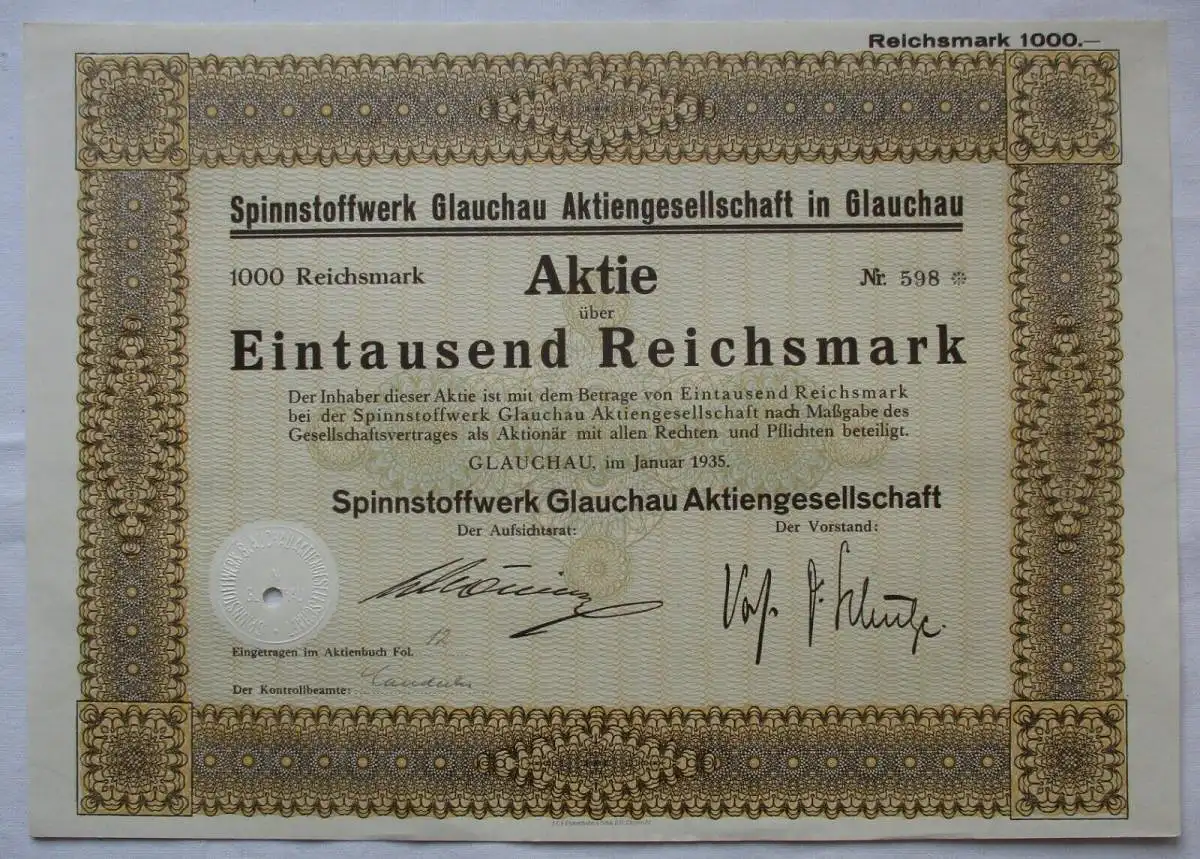 Reichsmark 1000.—
Spinnstoffwerk Glauchau Aktiengesellschaft in Glauchau
1000 Reichsmark Aktie Nr. 598 ❊
über
Eintausend Reichsmark
Der Inhaber dieser Aktie ist mit dem Betrage von Eintausend Reichsmark
bei der Spinnstoffwerk Glauchau Aktiengesellschaft nach Maßgabe des
Gesellschaftsvertrages als Aktionär mit allen Rechten und Pflichten beteiligt.
GLAUCHAU, im Januar 1935.
Spinnstoffwerk Glauchau Aktiengesellschaft
Der Aufsichtsrat: Der Vorstand:
Eingetragen im Aktienbuch Fol. 12
Der Kontrollbeamte: